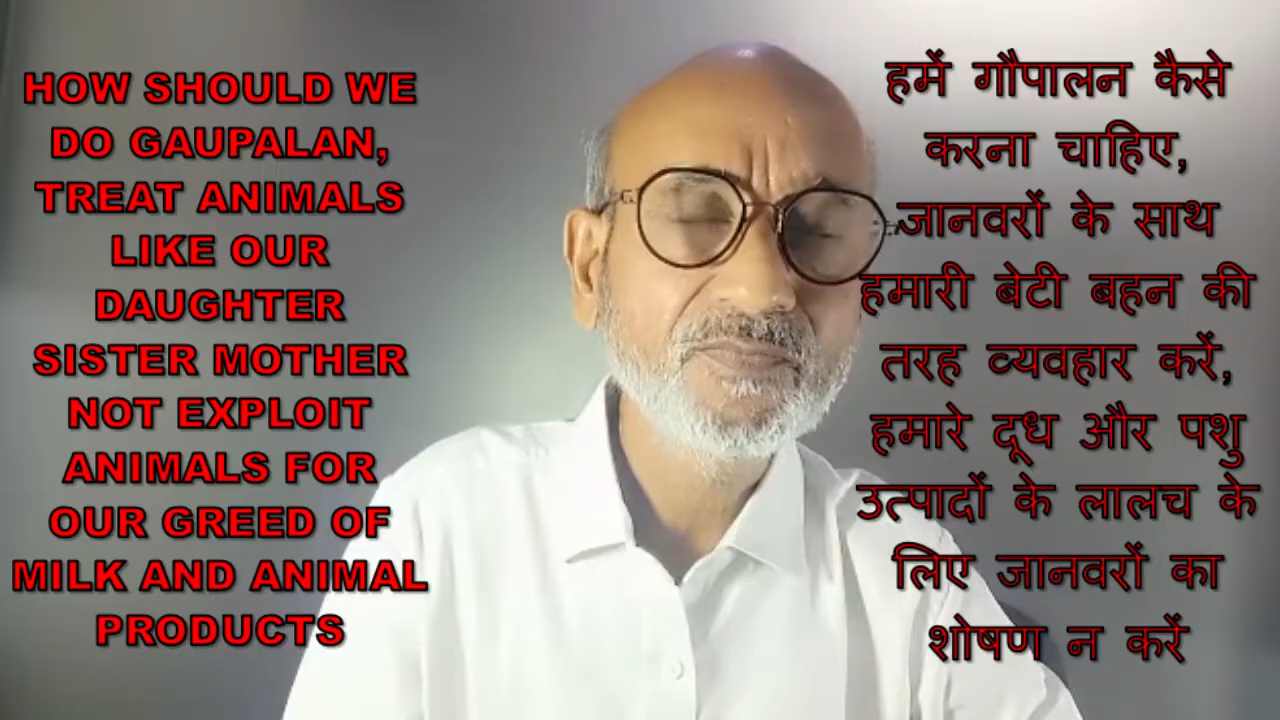 HOW SHOULD WE
DO GAUPALAN,
TREAT ANIMALS
LIKE OUR
DAUGHTER
SISTER MOTHER
NOT EXPLOIT
ANIMALS FOR
OUR GREED OF
MILK AND ANIMAL
PRODUCTS
हमें गौपालन कैसे
करना चाहिए,
जानवरों के साथ
हमारी बेटी बहन की
तरह व्यवहार करें,
हमारे दूध और पशु
उत्पादों के लालच के
लिए जानवरों का
शोषण न करें